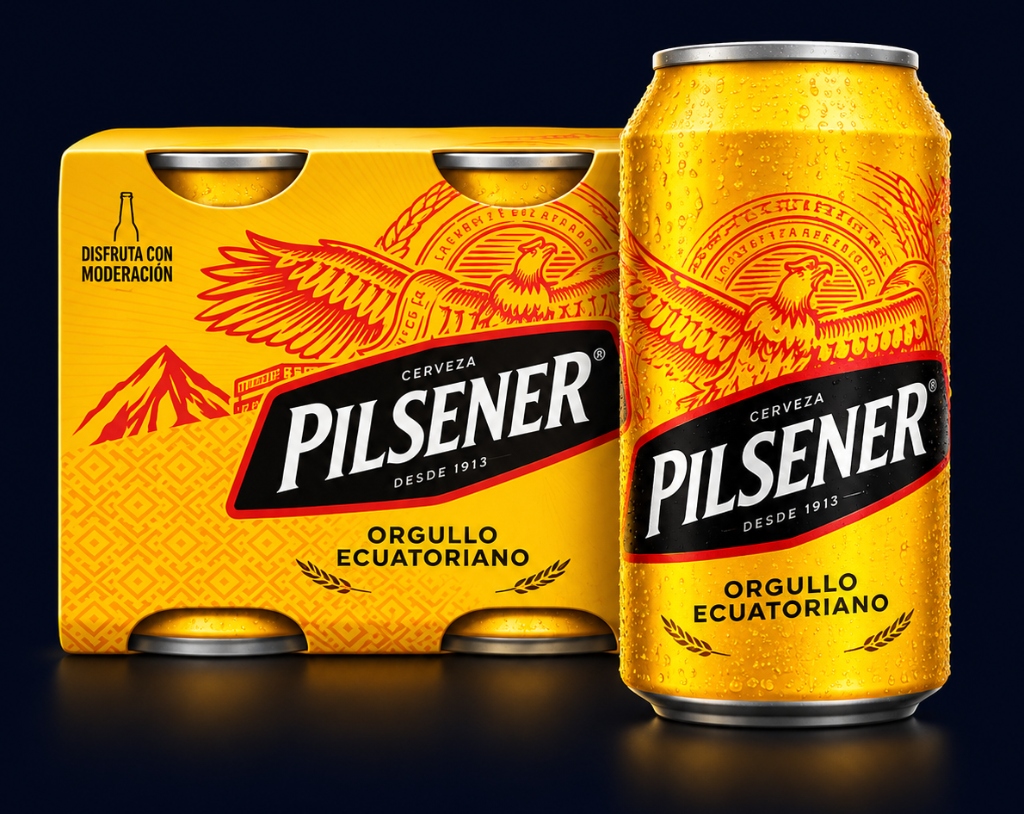 DISFRUTA CON
MODERACIÓN
CERVEZA
PILSENER®
DESDE 1913
ORGULLO
ECUATORIANO
CERVEZA
PILSENER®
DESDE 1913
ORGULLO
ECUATORIANO